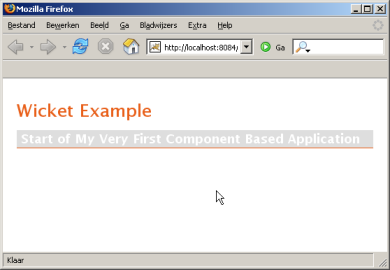 Mozilla Firefox
Bestand Bewerken Beeld Ga Bladwijzers Extra Help
http://localhost:8084/ Ga
Wicket Example
Start of My Very First Component Based Application
Klaar